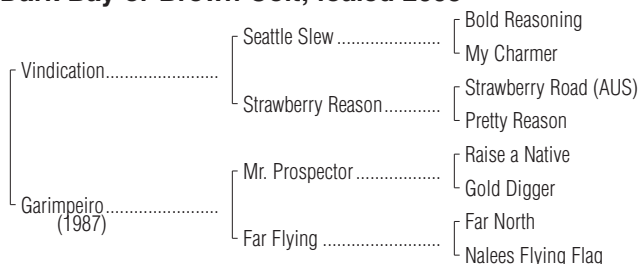 Dark Bay or Brown Colt; foaled
Bold Reasoning
Seattle Slew ........................
My Charmer
Vindication..........................
Strawberry Road (AUS)
Strawberry Reason............
Pretty Reason
Raise a Native
Mr. Prospector ...................
Gold Digger
Garimpeiro..........................
(1987)
Far North
Far Flying ...........................
Nalees Flying Flag